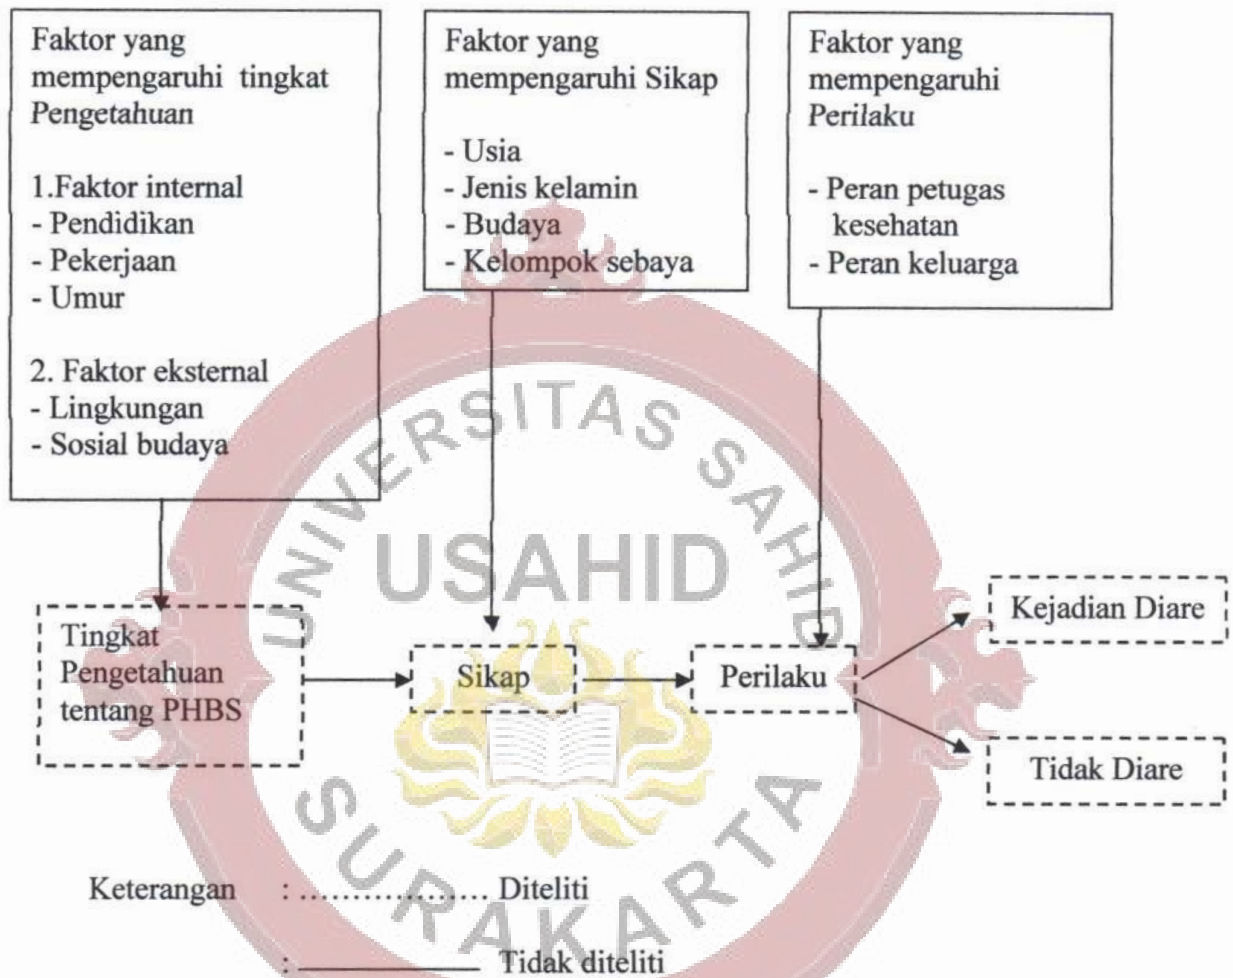 Faktor yang
mempengaruhi tingkat
Pengetahuan
1.Faktor internal
- Pendidikan
- Pekerjaan
- Umur
2. Faktor eksternal
- Lingkungan
- Sosial budaya
Faktor yang
mempengaruhi Sikap
- Usia
- Jenis kelamin
- Budaya
- Kelompok sebaya
Faktor yang
mempengaruhi
Perilaku
- Peran petugas
kesehatan
- Peran keluarga
UNIVERSITAS SAHID
USAHID
SURAKARTA
Tingkat
Pengetahuan
tentang PHBS
Sikap
Perilaku
Kejadian Diare
Tidak Diare
Keterangan : .................. Diteliti
: ————— Tidak diteliti